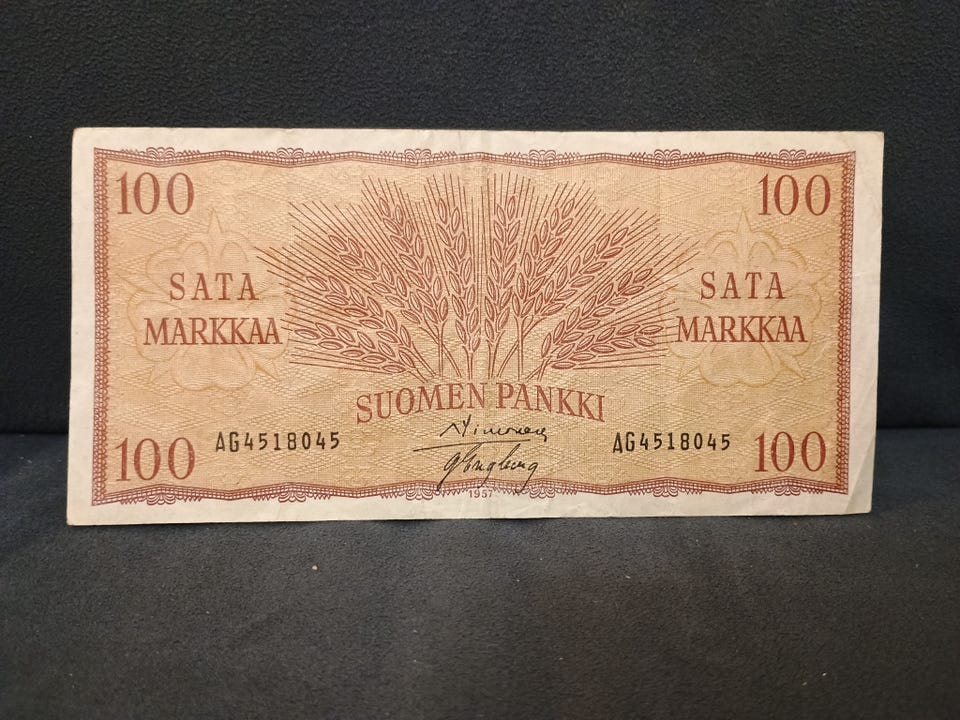 100 100
SATA SATA
MARKKAA MARKKAA
SUOMEN PANKKI
AG4518045 AG4518045
100 100
1957